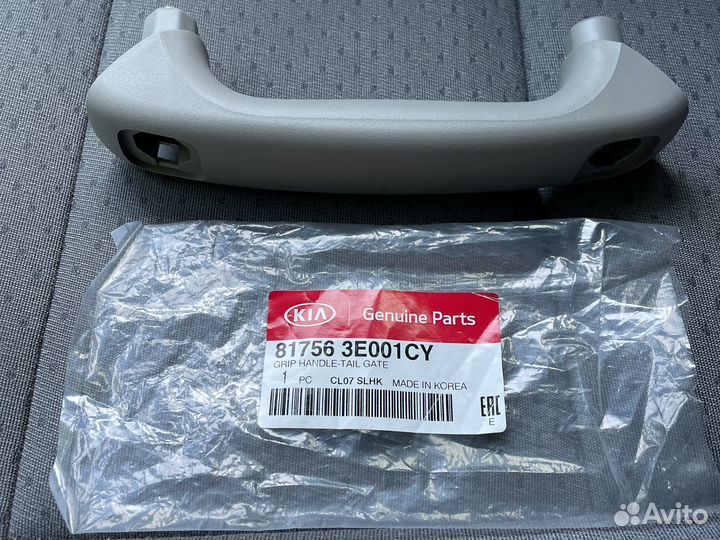 KIA Genuine Parts
81756 3E001CY
GRIP HANDLE-TAIL GATE
1 PC CL07 SLHK MADE IN KOREA
EAC
E
Avito